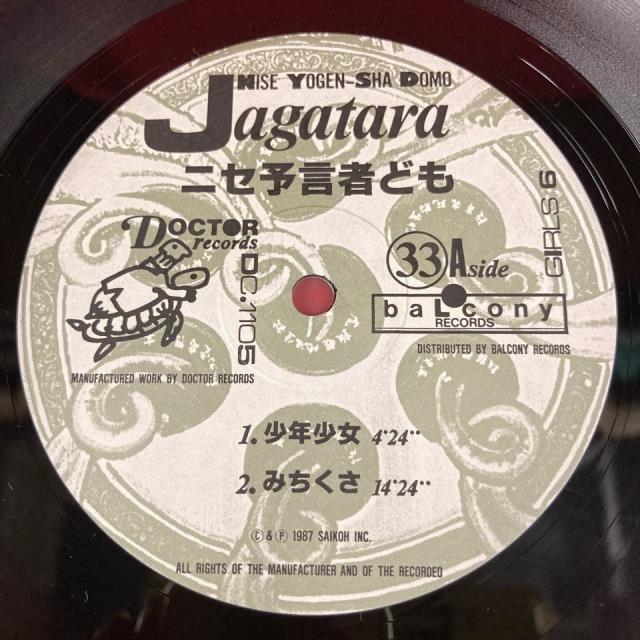 NISE YOGEN-SHA DOMO
Jagatara
ニセ予言者ども
DOCTOR
records
DC.1105
GIRLS 6
33 Aside
baLcony
RECORDS
MANUFACTURED WORK BY DOCTOR RECORDS
DISTRIBUTED BY BALCONY RECORDS
1. 少年少女 4'24''
2. みちくさ 14'24''
© & ℗ 1987 SAIKOH INC.
ALL RIGHTS OF THE MANUFACTURER AND OF THE RECORDED